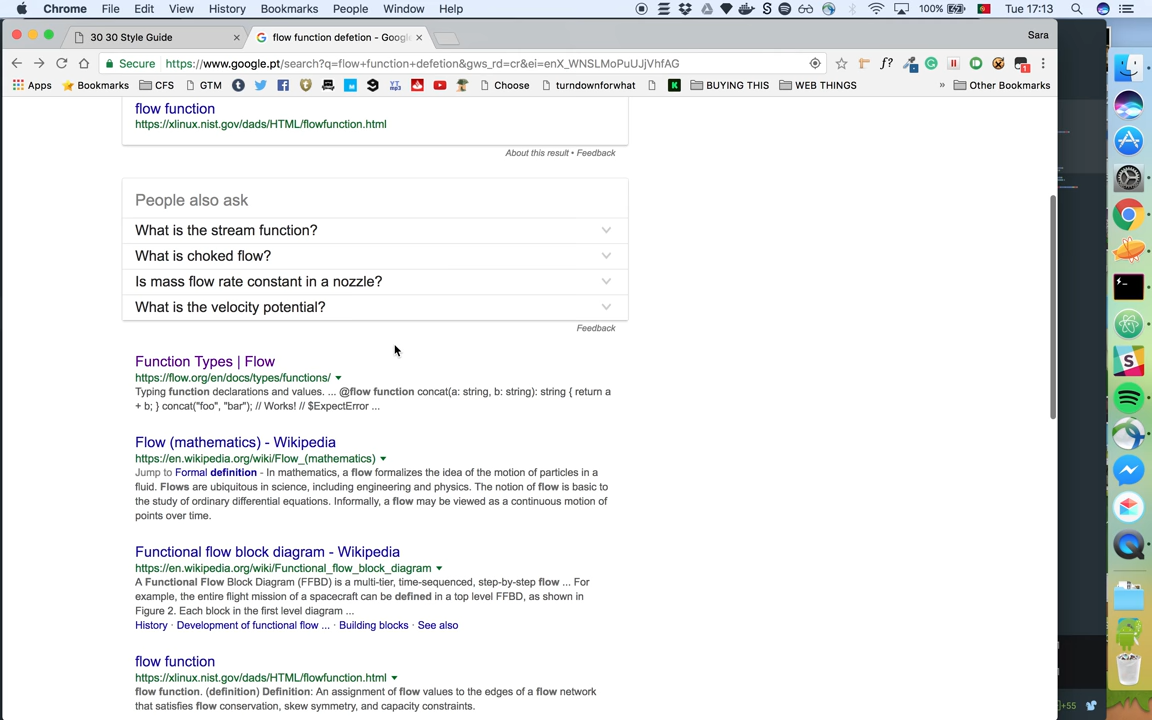 Chrome File Edit View History Bookmarks People Window Help 100% Tue 17:13
30 30 Style Guide flow function defetion - Googl Sara
Secure https://www.google.pt/search?q=flow+function+defetion&gws_rd=cr&ei=enX_WNSLMoPuUJjVhfAG f?
Apps Bookmarks CFS GTM Choose turndownforwhat BUYING THIS WEB THINGS » Other Bookmarks
flow function
https://xlinux.nist.gov/dads/HTML/flowfunction.html
About this result • Feedback
People also ask
What is the stream function?
What is choked flow?
Is mass flow rate constant in a nozzle?
What is the velocity potential?
Feedback
Function Types | Flow
https://flow.org/en/docs/types/functions/
Typing function declarations and values. ... @flow function concat(a: string, b: string): string { return a
+ b; } concat("foo", "bar"); // Works! // $ExpectError ...
Flow (mathematics) - Wikipedia
https://en.wikipedia.org/wiki/Flow_(mathematics)
Jump to Formal definition - In mathematics, a flow formalizes the idea of the motion of particles in a
fluid. Flows are ubiquitous in science, including engineering and physics. The notion of flow is basic to
the study of ordinary differential equations. Informally, a flow may be viewed as a continuous motion of
points over time.
Functional flow block diagram - Wikipedia
https://en.wikipedia.org/wiki/Functional_flow_block_diagram
A Functional Flow Block Diagram (FFBD) is a multi-tier, time-sequenced, step-by-step flow ... For
example, the entire flight mission of a spacecraft can be defined in a top level FFBD, as shown in
Figure 2. Each block in the first level diagram ...
History · Development of functional flow ... · Building blocks · See also
flow function
https://xlinux.nist.gov/dads/HTML/flowfunction.html
flow function. (definition) Definition: An assignment of flow values to the edges of a flow network
that satisfies flow conservation, skew symmetry, and capacity constraints.
+55